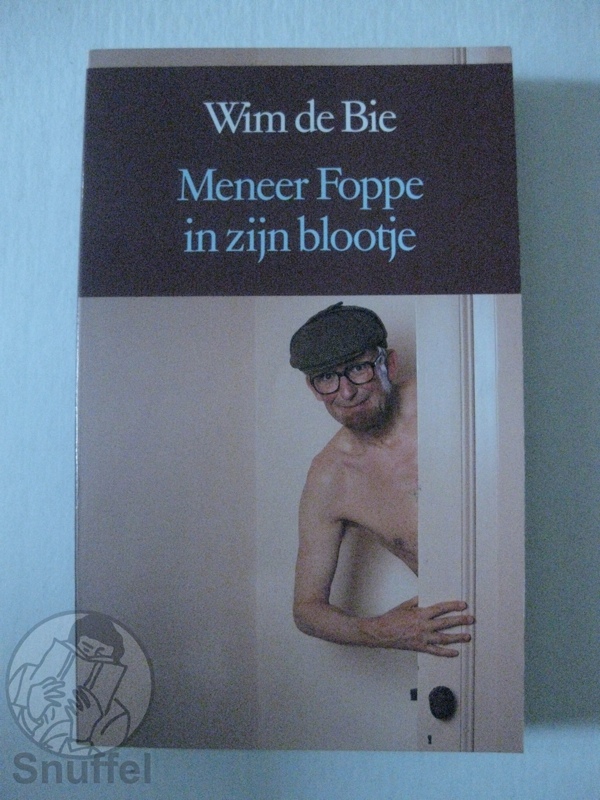 Wim de Bie
Meneer Foppe
in zijn blootje
Snuffel